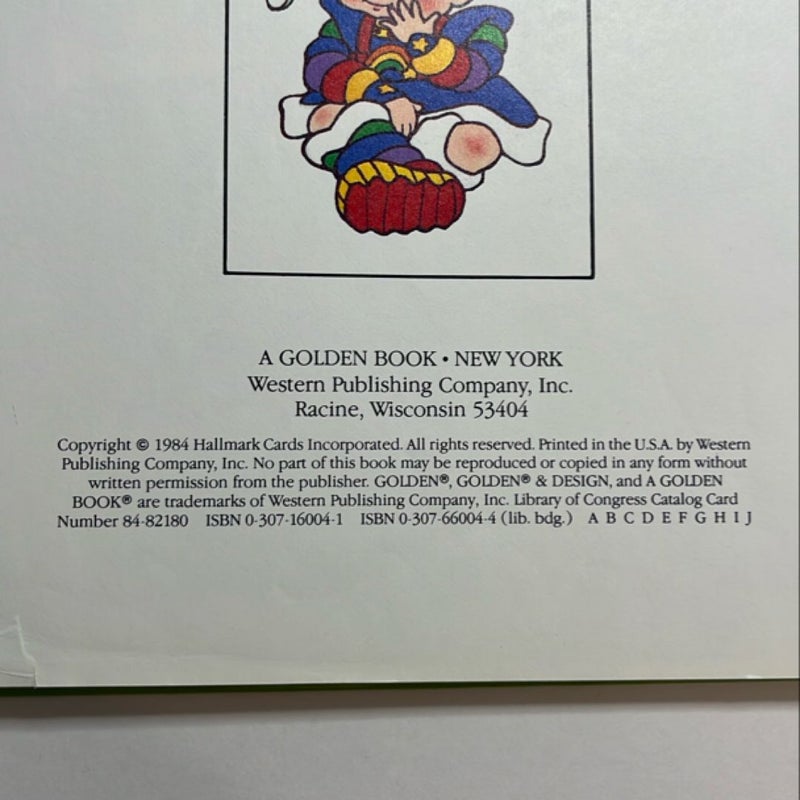 A GOLDEN BOOK • NEW YORK
Western Publishing Company, Inc.
Racine, Wisconsin 53404
Copyright © 1984 Hallmark Cards Incorporated. All rights reserved. Printed in the U.S.A. by Western
Publishing Company, Inc. No part of this book may be reproduced or copied in any form without
written permission from the publisher. GOLDEN®, GOLDEN® & DESIGN, and A GOLDEN
BOOK® are trademarks of Western Publishing Company, Inc. Library of Congress Catalog Card
Number 84-82180 ISBN 0-307-16004-1 ISBN 0-307-66004-4 (lib. bdg.) A B C D E F G H I J